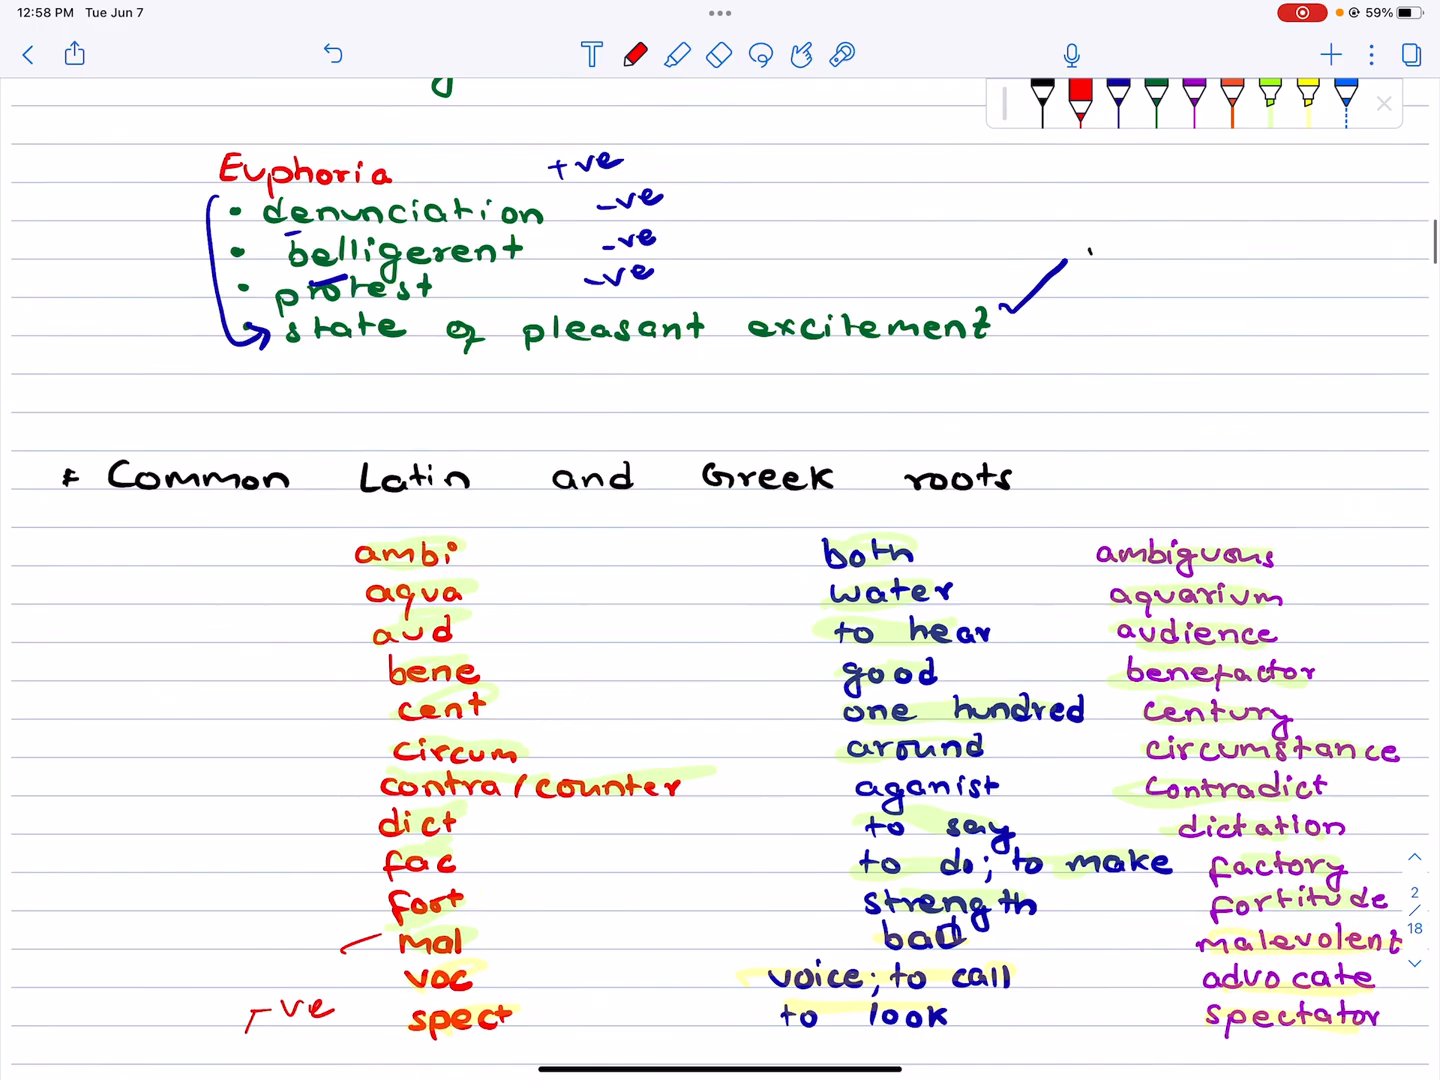 12:58 PM Tue Jun 7
59%
Euphoria +ve
• denunciation -ve
• belligerent -ve
• protest -ve
• state of pleasant excitement
* Common Latin and Greek roots
ambi both ambiguous
aqua water aquarium
aud to hear audience
bene good benefactor
cent one hundred century
circum around circumstance
contra/counter aganist Contradict
dict to say dictation
fac to do; to make factory
fort strength fortitude
mal bad malevolent
voc voice; to call advocate
-ve spect to look spectator
2
/
18